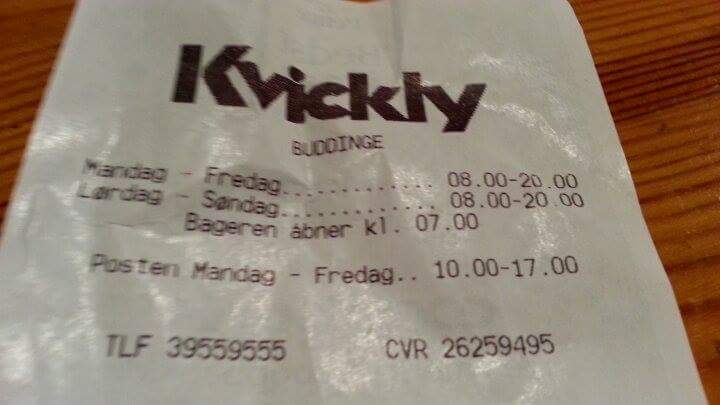 Kvickly
BUDDINGE
Mandag - Fredag.............. 08.00-20.00
Lørdag - Søndag.............. 08.00-20.00
Bageren åbner kl. 07.00
Posten Mandag - Fredag.. 10.00-17.00
TLF 39559555 CVR 26259495